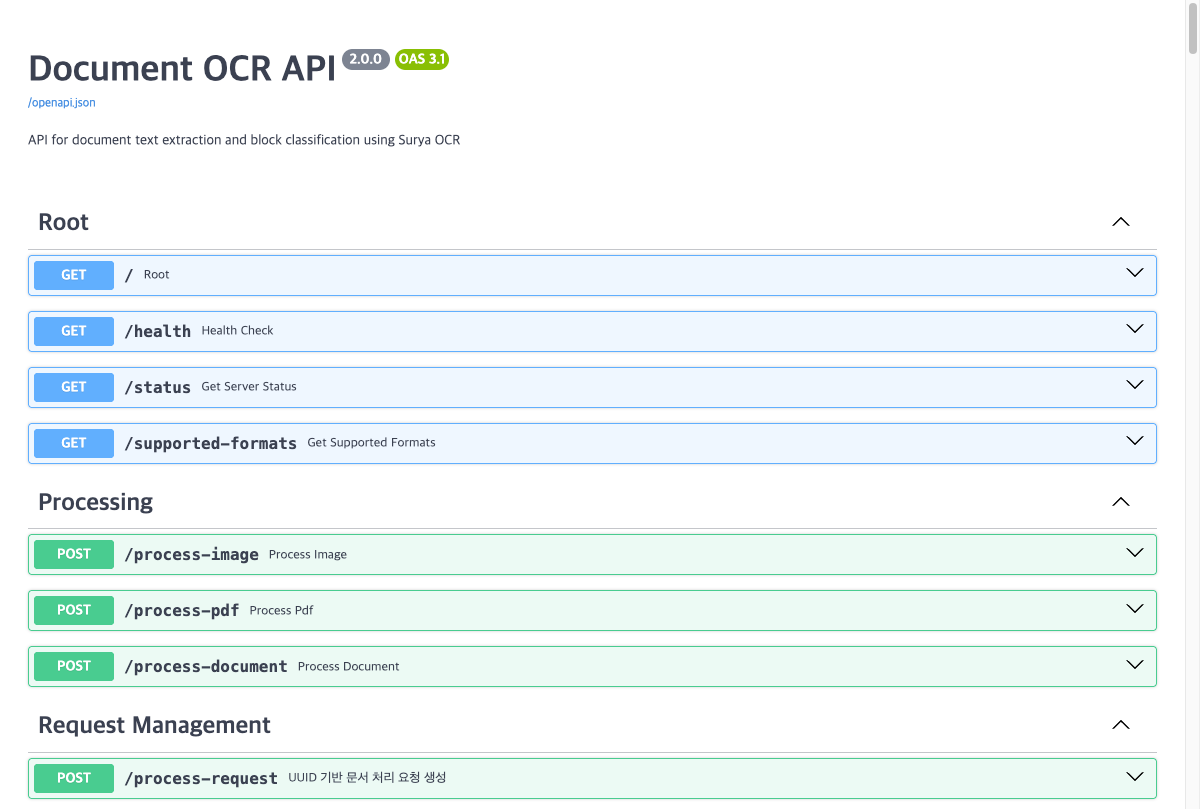 Document OCR API 2.0.0 OAS 3.1
/openapi.json
API for document text extraction and block classification using Surya OCR
Root
GET / Root
GET /health Health Check
GET /status Get Server Status
GET /supported-formats Get Supported Formats
Processing
POST /process-image Process Image
POST /process-pdf Process Pdf
POST /process-document Process Document
Request Management
POST /process-request UUID 기반 문서 처리 요청 생성